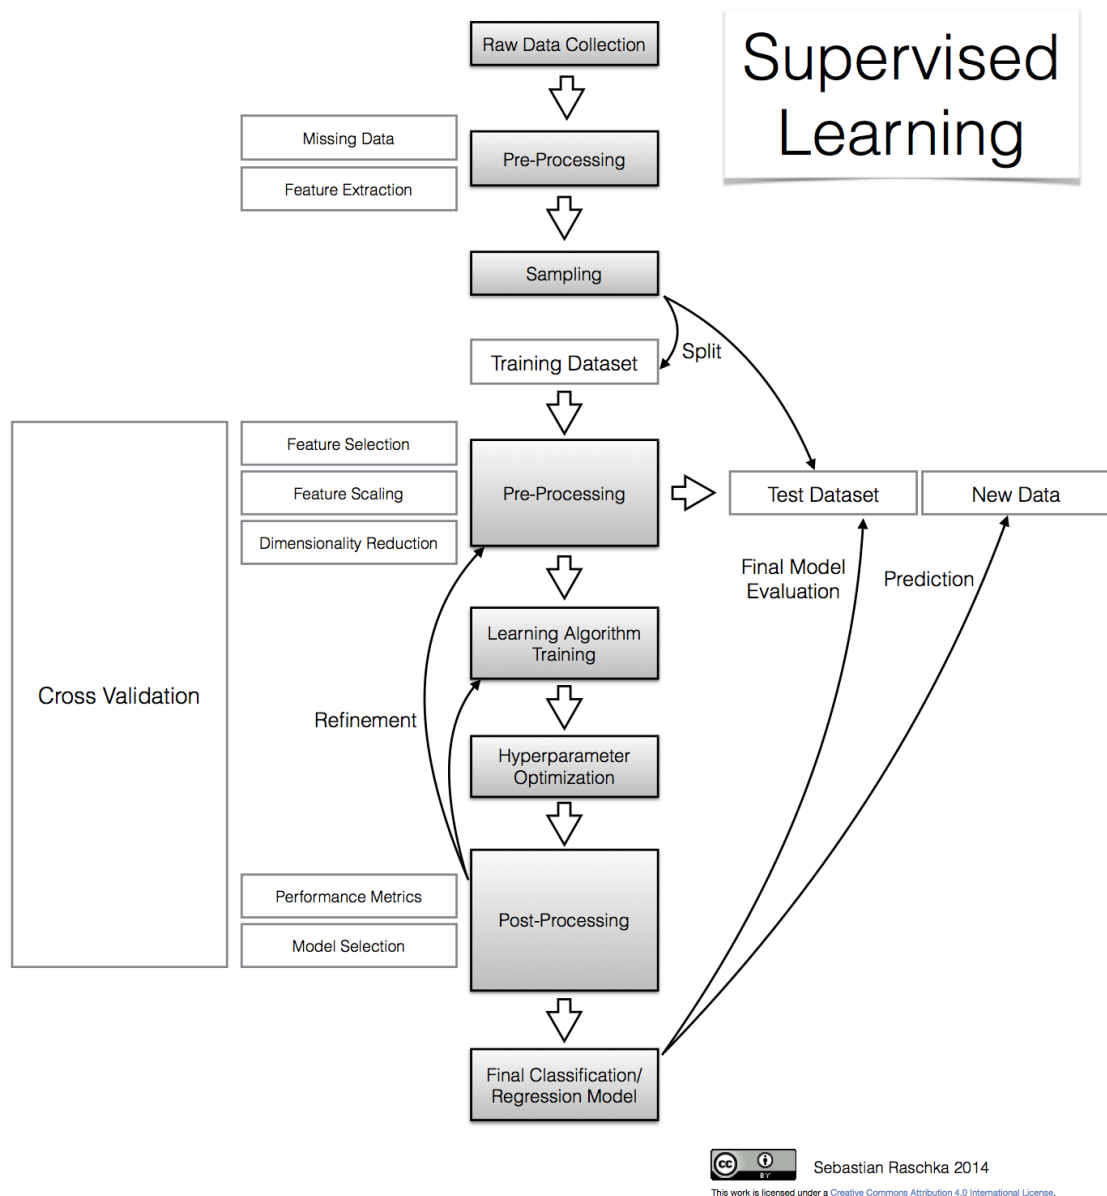 Supervised
Learning
Raw Data Collection
Missing Data
Feature Extraction
Pre-Processing
Sampling
Split
Training Dataset
Cross Validation
Feature Selection
Feature Scaling
Dimensionality Reduction
Pre-Processing
Test Dataset
New Data
Final Model
Evaluation
Prediction
Learning Algorithm
Training
Refinement
Hyperparameter
Optimization
Performance Metrics
Model Selection
Post-Processing
Final Classification/
Regression Model
cc
BY
Sebastian Raschka 2014
This work is licensed under a Creative Commons Attribution 4.0 International License.